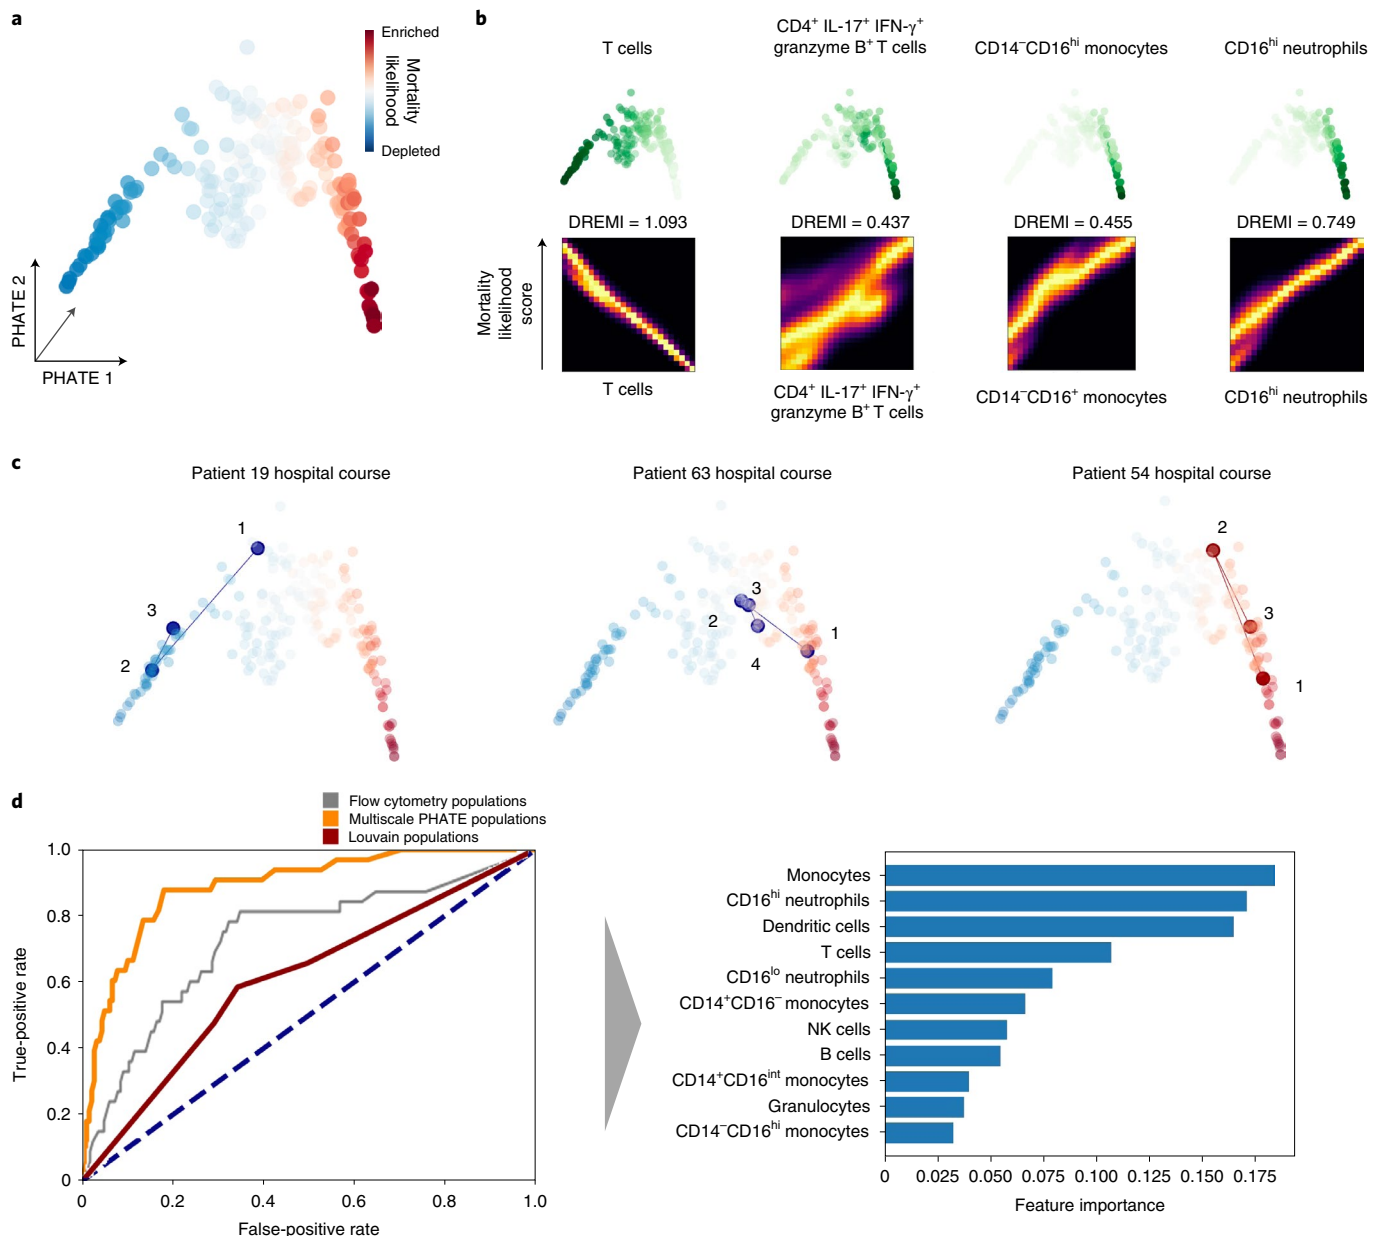 a
Enriched
Mortality
likelihood
Depleted
PHATE 2
PHATE 1
b
T cells
CD4⁺ IL-17⁺ IFN-γ⁺
granzyme B⁺ T cells
CD14⁻CD16ʰⁱ monocytes
CD16ʰⁱ neutrophils
DREMI = 1.093
DREMI = 0.437
DREMI = 0.455
DREMI = 0.749
Mortality
likelihood
score
T cells
CD4⁺ IL-17⁺ IFN-γ⁺
granzyme B⁺ T cells
CD14⁻CD16⁺ monocytes
CD16ʰⁱ neutrophils
c
Patient 19 hospital course
1
3
2
Patient 63 hospital course
3
2
1
4
Patient 54 hospital course
2
3
1
d
Flow cytometry populations
Multiscale PHATE populations
Louvain populations
True-positive rate
1.0
0.8
0.6
0.4
0.2
0
0
0.2
0.4
0.6
0.8
1.0
False-positive rate
Monocytes
CD16ʰⁱ neutrophils
Dendritic cells
T cells
CD16ˡᵒ neutrophils
CD14⁺CD16⁻ monocytes
NK cells
B cells
CD14⁺CD16ⁱⁿᵗ monocytes
Granulocytes
CD14⁻CD16ʰⁱ monocytes
0
0.025
0.050
0.075
0.100
0.125
0.150
0.175
Feature importance